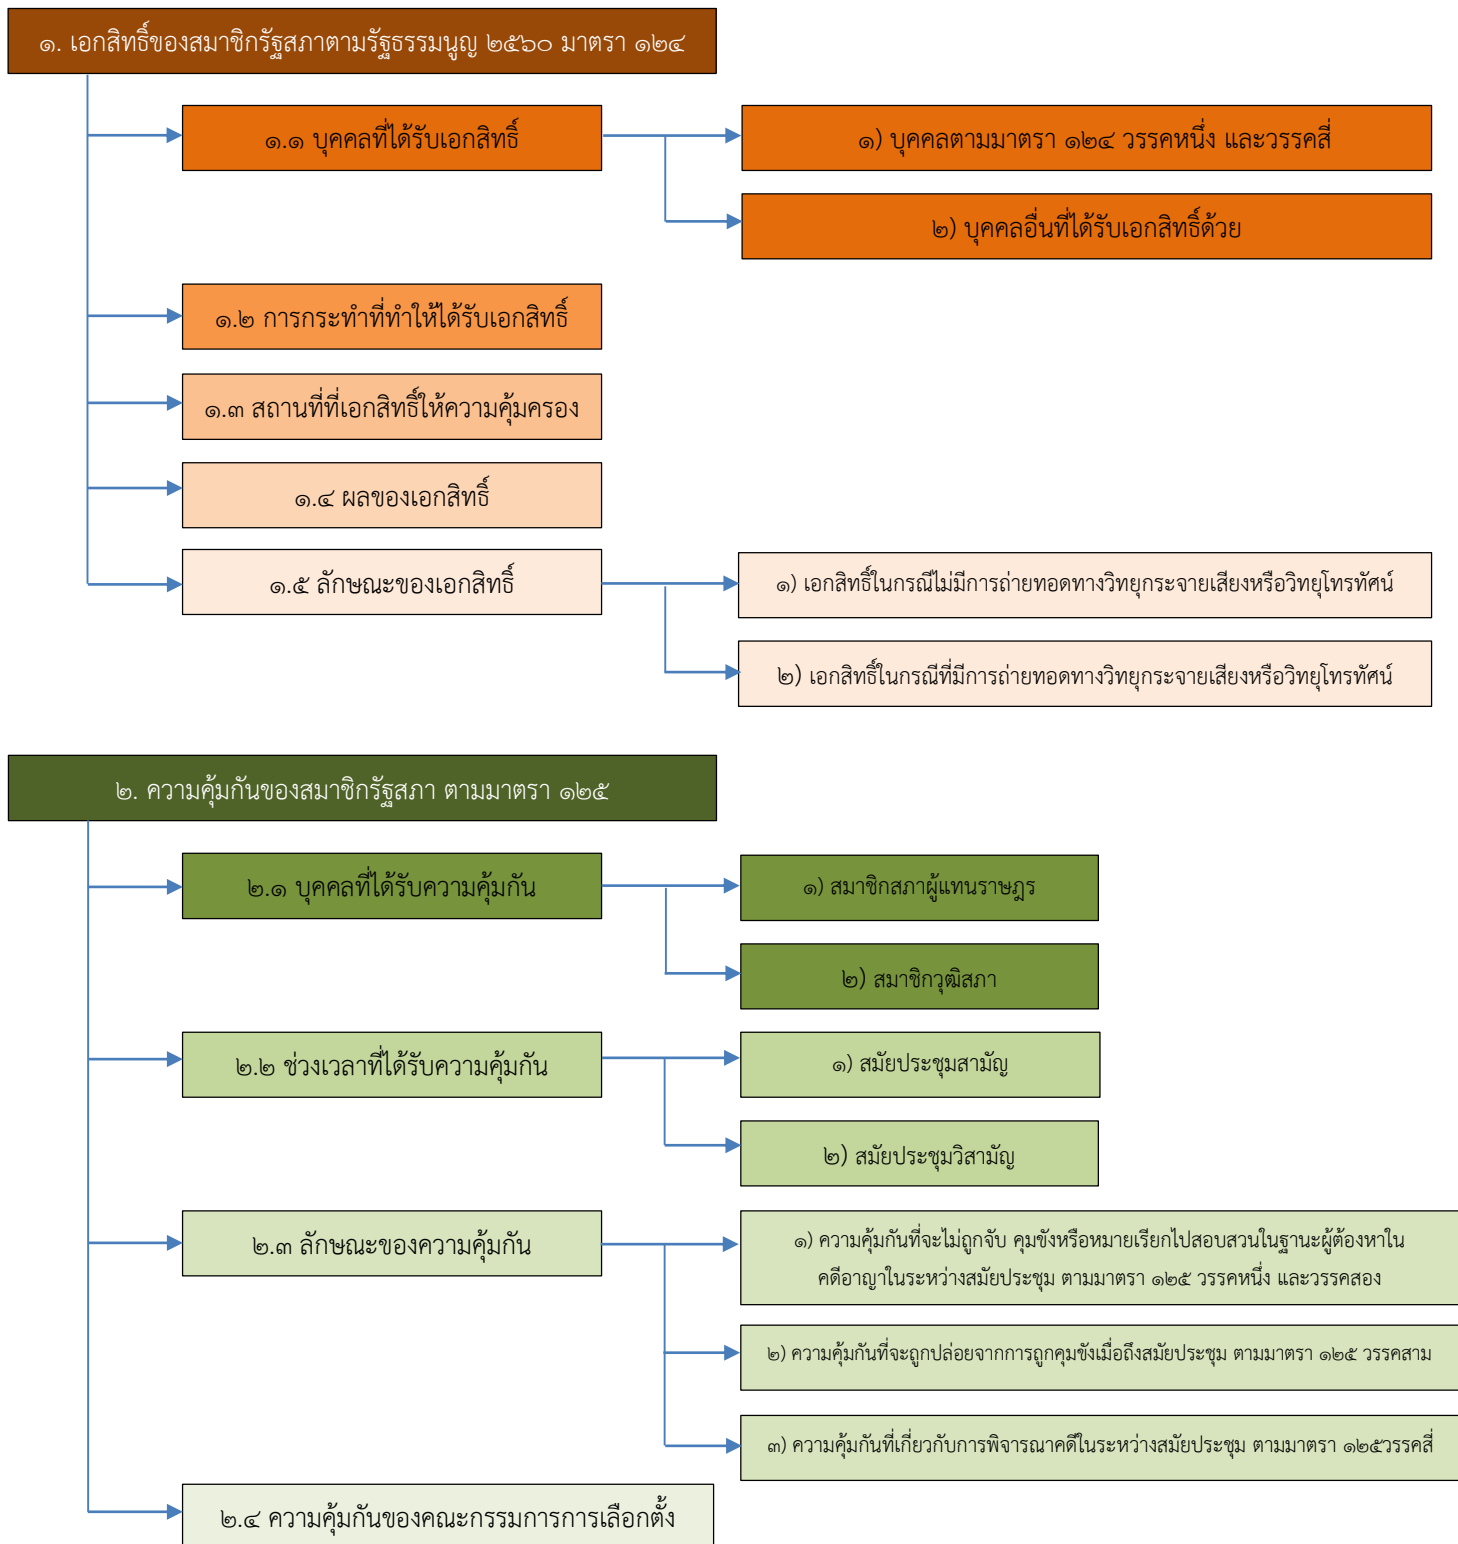 ๑. เอกสิทธิ์ของสมาชิกรัฐสภาตามรัฐธรรมนูญ ๒๕๖๐ มาตรา ๑๒๔
๑.๑ บุคคลที่ได้รับเอกสิทธิ์
๑) บุคคลตามมาตรา ๑๒๔ วรรคหนึ่ง และวรรคสี่
๒) บุคคลอื่นที่ได้รับเอกสิทธิ์ด้วย
๑.๒ การกระทำที่ทำให้ได้รับเอกสิทธิ์
๑.๓ สถานที่ที่เอกสิทธิ์ให้ความคุ้มครอง
๑.๔ ผลของเอกสิทธิ์
๑.๕ ลักษณะของเอกสิทธิ์
๑) เอกสิทธิ์ในกรณีไม่มีการถ่ายทอดทางวิทยุกระจายเสียงหรือวิทยุโทรทัศน์
๒) เอกสิทธิ์ในกรณีที่มีการถ่ายทอดทางวิทยุกระจายเสียงหรือวิทยุโทรทัศน์
๒. ความคุ้มกันของสมาชิกรัฐสภา ตามมาตรา ๑๒๕
๒.๑ บุคคลที่ได้รับความคุ้มกัน
๑) สมาชิกสภาผู้แทนราษฎร
๒) สมาชิกวุฒิสภา
๒.๒ ช่วงเวลาที่ได้รับความคุ้มกัน
๑) สมัยประชุมสามัญ
๒) สมัยประชุมวิสามัญ
๒.๓ ลักษณะของความคุ้มกัน
๑) ความคุ้มกันที่จะไม่ถูกจับ คุมขังหรือหมายเรียกไปสอบสวนในฐานะผู้ต้องหาใน
คดีอาญาในระหว่างสมัยประชุม ตามมาตรา ๑๒๕ วรรคหนึ่ง และวรรคสอง
๒) ความคุ้มกันที่จะถูกปล่อยจากการถูกคุมขังเมื่อถึงสมัยประชุม ตามมาตรา ๑๒๕ วรรคสาม
๓) ความคุ้มกันที่เกี่ยวกับการพิจารณาคดีในระหว่างสมัยประชุม ตามมาตรา ๑๒๕วรรคสี่
๒.๔ ความคุ้มกันของคณะกรรมการการเลือกตั้ง